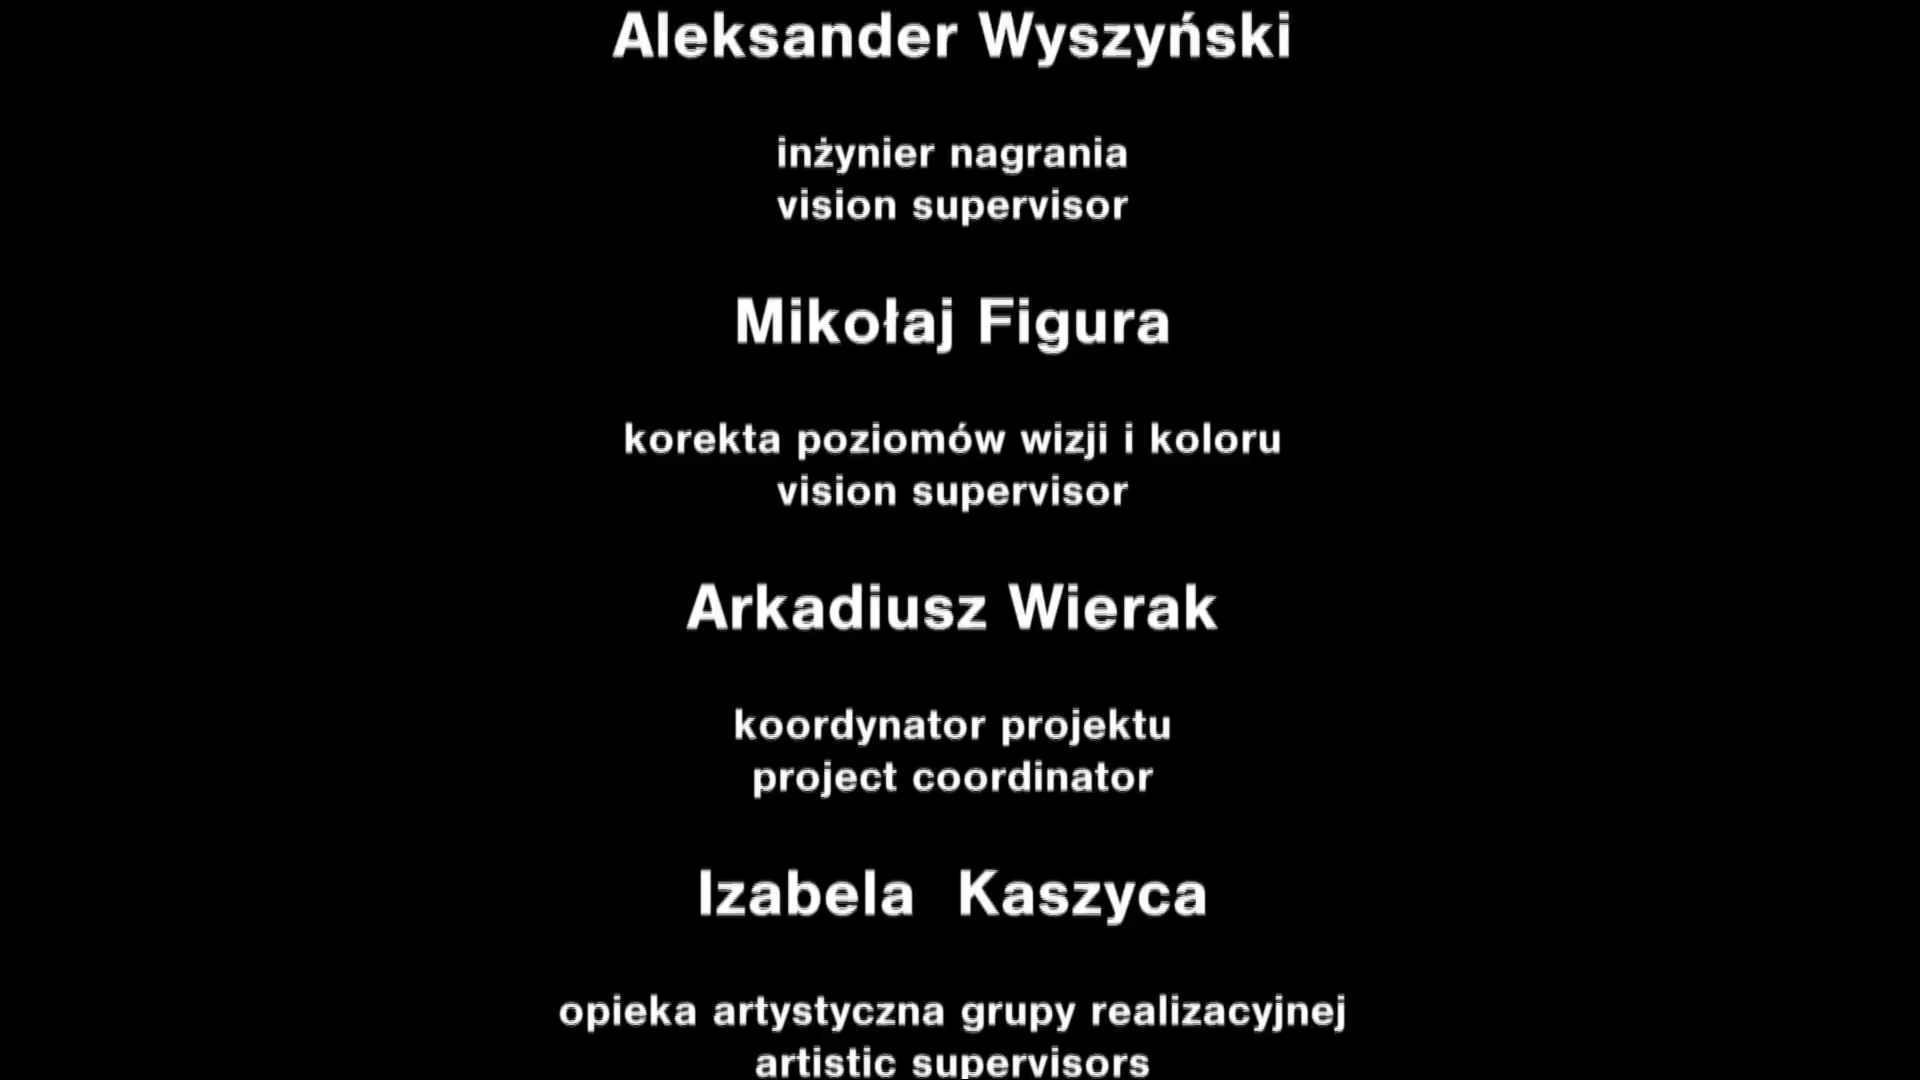 Aleksander Wyszyński
inżynier nagrania
vision supervisor
Mikołaj Figura
korekta poziomów wizji i koloru
vision supervisor
Arkadiusz Wierak
koordynator projektu
project coordinator
Izabela Kaszyca
opieka artystyczna grupy realizacyjnej
artistic supervisors